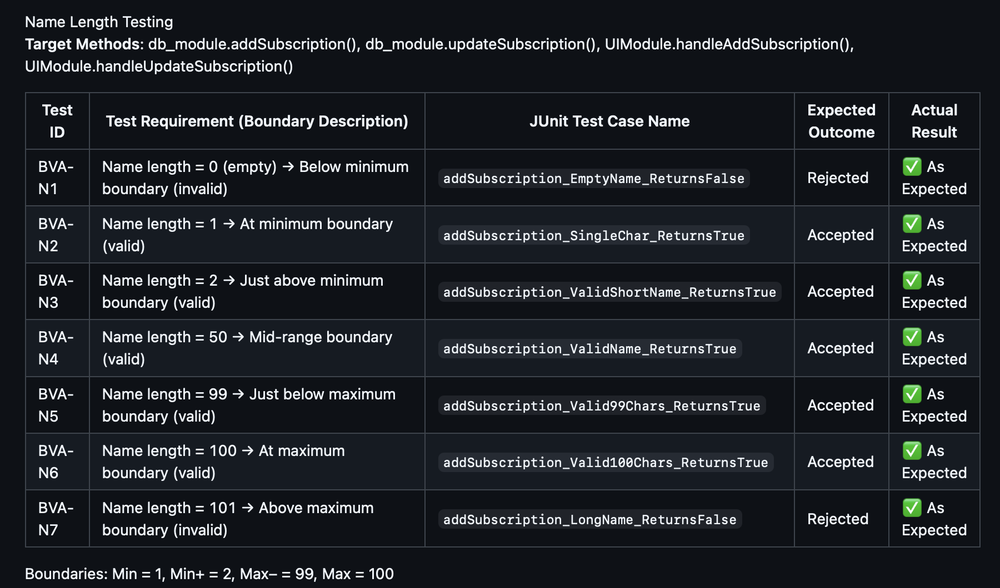 Name Length Testing
Target Methods: db_module.addSubscription(), db_module.updateSubscription(), UIModule.handleAddSubscription(),
UIModule.handleUpdateSubscription()
Test
ID
Test Requirement (Boundary Description)
JUnit Test Case Name
Expected
Outcome
Actual
Result
BVA-
N1
Name length = 0 (empty) → Below minimum
boundary (invalid)
addSubscription_EmptyName_ReturnsFalse
Rejected
✅ As
Expected
BVA-
N2
Name length = 1 → At minimum boundary
(valid)
addSubscription_SingleChar_ReturnsTrue
Accepted
✅ As
Expected
BVA-
N3
Name length = 2 → Just above minimum
boundary (valid)
addSubscription_ValidShortName_ReturnsTrue
Accepted
✅ As
Expected
BVA-
N4
Name length = 50 → Mid-range boundary
(valid)
addSubscription_ValidName_ReturnsTrue
Accepted
✅ As
Expected
BVA-
N5
Name length = 99 → Just below maximum
boundary (valid)
addSubscription_Valid99Chars_ReturnsTrue
Accepted
✅ As
Expected
BVA-
N6
Name length = 100 → At maximum
boundary (valid)
addSubscription_Valid100Chars_ReturnsTrue
Accepted
✅ As
Expected
BVA-
N7
Name length = 101 → Above maximum
boundary (invalid)
addSubscription_LongName_ReturnsFalse
Rejected
✅ As
Expected
Boundaries: Min = 1, Min+ = 2, Max– = 99, Max = 100